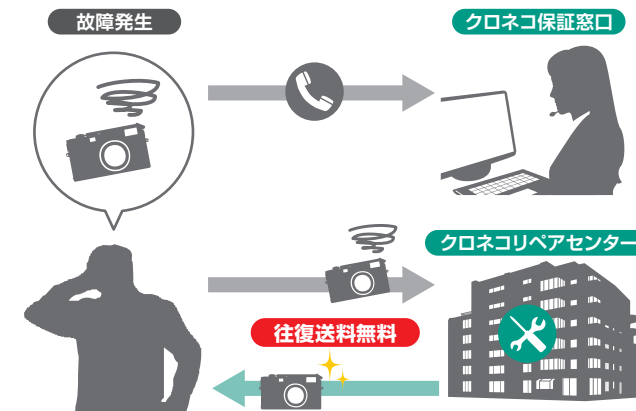 故障発生
クロネコ保証窓口
クロネコリペアセンター
往復送料無料